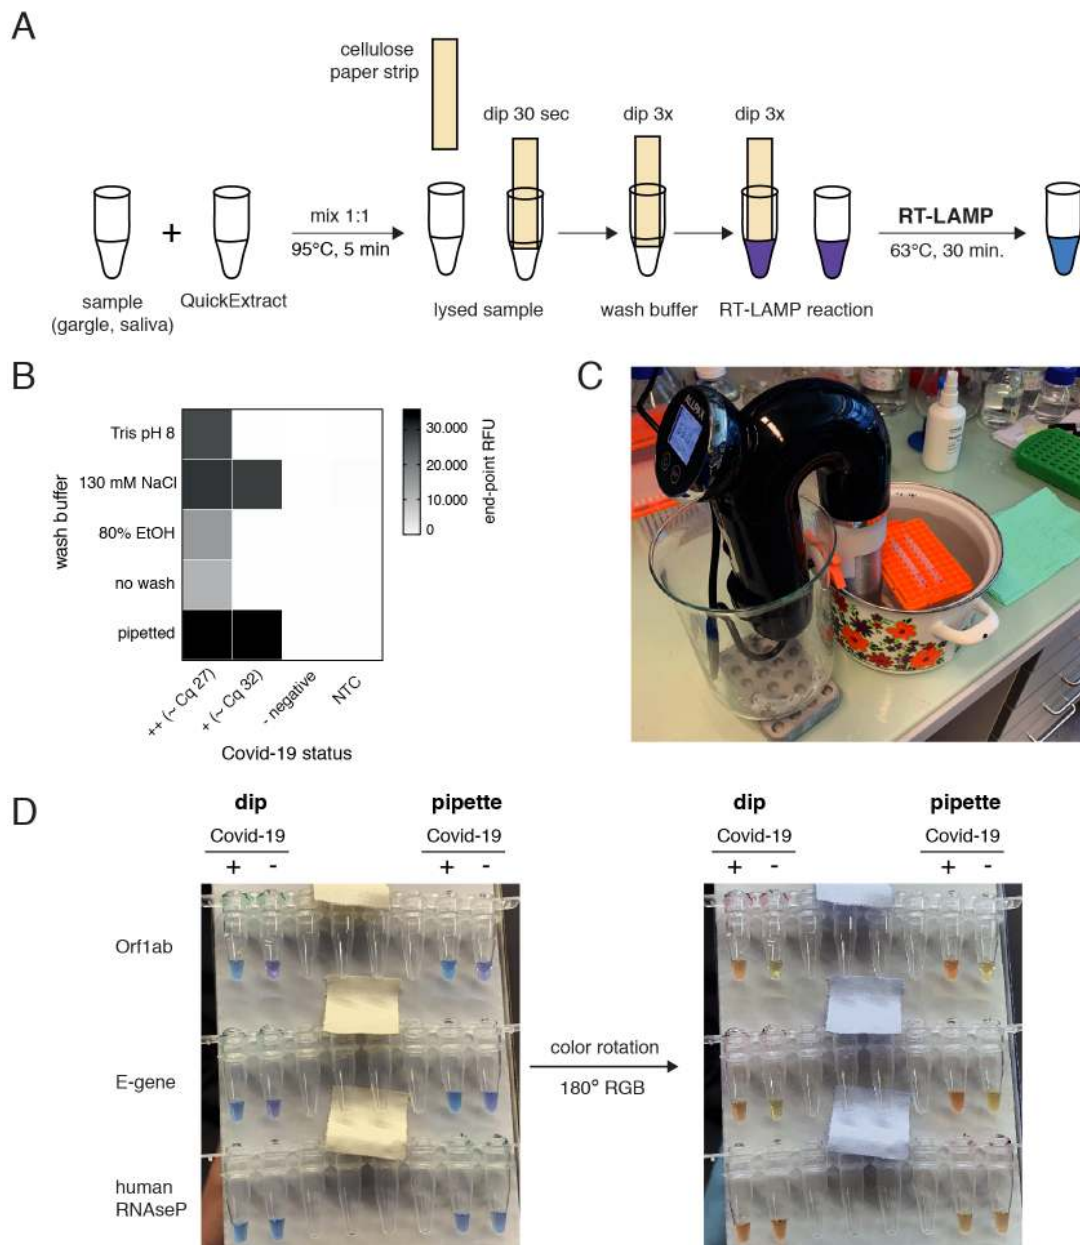 A
cellulose
paper strip
dip 30 sec
dip 3x
dip 3x
+
mix 1:1
95°C, 5 min
RT-LAMP
63°C, 30 min.
sample
(gargle, saliva)
QuickExtract
lysed sample
wash buffer
RT-LAMP reaction
B
wash buffer
Tris pH 8
130 mM NaCl
80% EtOH
no wash
pipetted
30.000
20.000
10.000
0
end-point RFU
++ (~ Cq 27)
+ (~ Cq 32)
- negative
NTC
Covid-19 status
C
ALLPAX
D
dip
pipette
dip
pipette
Covid-19
Covid-19
Covid-19
Covid-19
+ -
+ -
+ -
+ -
Orf1ab
E-gene
human
RNAseP
color rotation
180° RGB